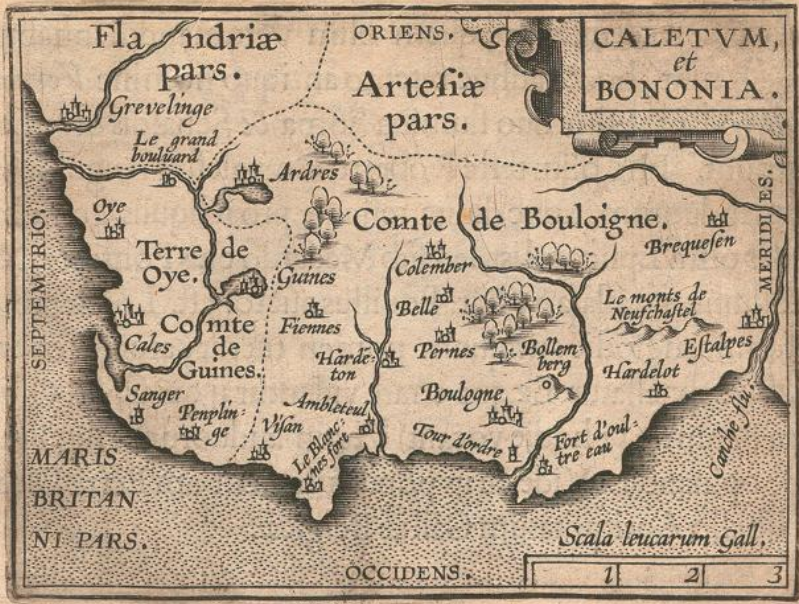 CALETVM,
et
BONONIA.
ORIENS.
Flandriæ
pars.
Artesiæ
pars.
Grevelinge
Le grand
bouluard
Ardres
Oye
Terre de
Oye.
Comte de Bouloigne.
Brequesen
MERIDIES.
SEPTEMTRIO.
Guines
Colember
Cales
Comte
de
Guines.
Fiennes
Belle
Le monts de
Neufchastel
Pernes
Bollem
berg
Estalpes
Hardelot
Harde-
ton
Sanger
Penplin-
ge
Visan
Ambleteul
Boulogne
Le Blanc-
nes fort
Tour d'ordre
Fort d'oul-
tre eau
Canche flu.
MARIS
BRITAN
NI PARS.
OCCIDENS.
Scala leucarum Gall.
1 2 3